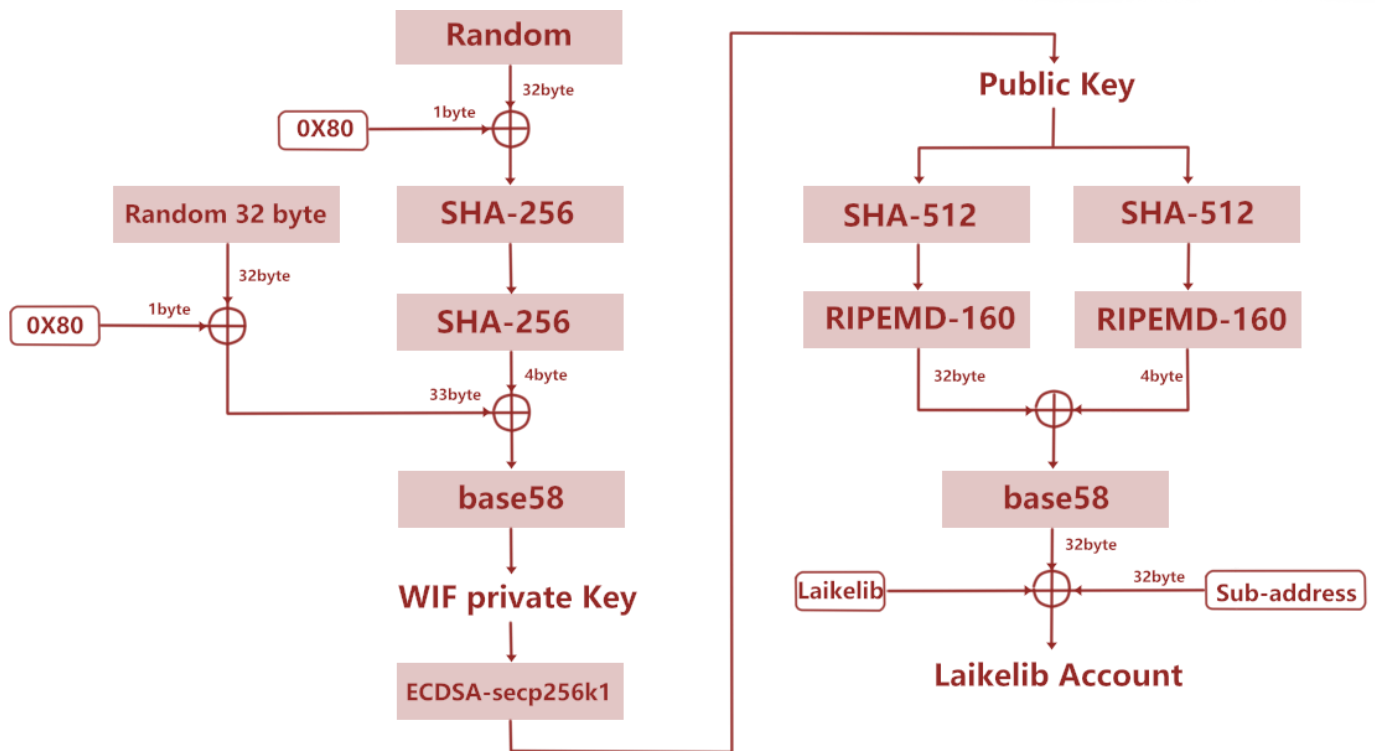 Random
32byte
1byte
0X80
Random 32 byte
SHA-256
32byte
1byte
0X80
SHA-256
4byte
33byte
base58
WIF private Key
ECDSA-secp256k1
Public Key
SHA-512
SHA-512
RIPEMD-160
RIPEMD-160
32byte
4byte
base58
32byte
Laikelib
32byte
Sub-address
Laikelib Account